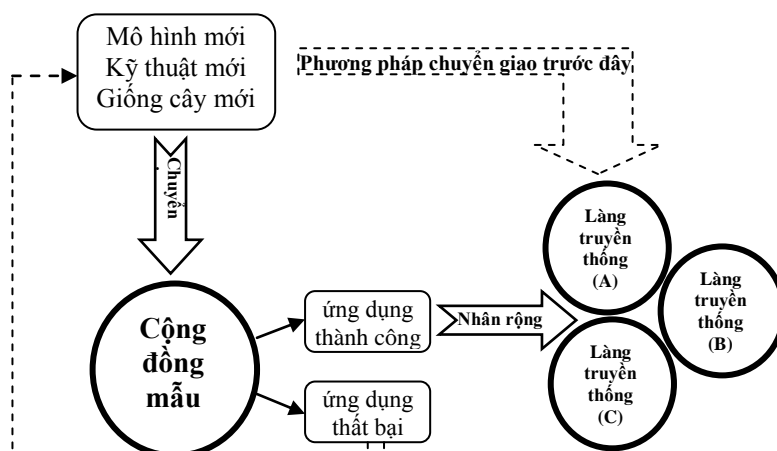 Mô hình mới
Kỹ thuật mới
Giống cây mới
Phương pháp chuyển giao trước đây
Chuyển
Cộng
đồng
mẫu
ứng dụng
thành công
ứng dụng
thất bại
Nhân rộng
Làng
truyền
thống
(A)
Làng
truyền
thống
(B)
Làng
truyền
thống
(C)